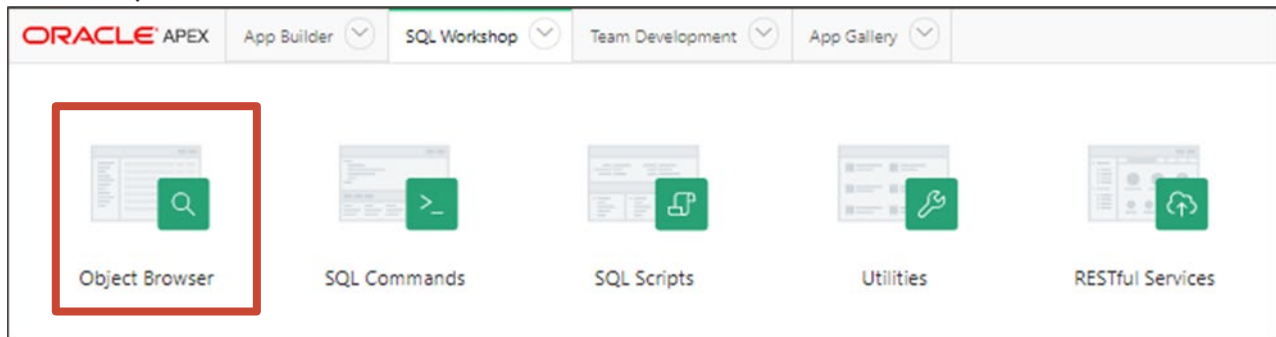 ORACLE APEX App Builder SQL Workshop Team Development App Gallery
>_
Object Browser SQL Commands SQL Scripts Utilities RESTful Services